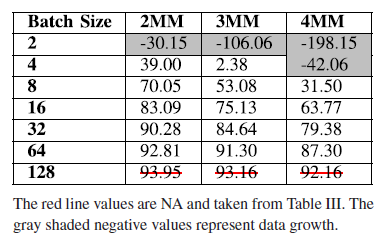 Batch Size 2MM 3MM 4MM
2 -30.15 -106.06 -198.15
4 39.00 2.38 -42.06
8 70.05 53.08 31.50
16 83.09 75.13 63.77
32 90.28 84.64 79.38
64 92.81 91.30 87.30
128 93.95 93.16 92.16
The red line values are NA and taken from Table III. The
gray shaded negative values represent data growth.